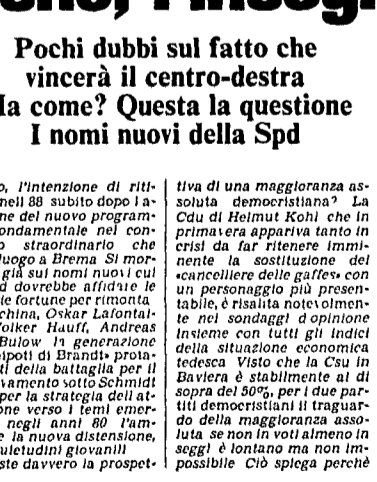 Pochi dubbi sul fatto che
vincerà il centro-destra
Ma come? Questa la questione
I nomi nuovi della Spd
o, l'intenzione di riti-
nell 88 subito dopo l a-
ne del nuovo program-
ondamentale nel con-
o straordinario che
luogo a Brema Si mor-
già sui nomi nuovi cui
d dovrebbe affidare le
ie fortune per rimonta
china, Oskar Lafontai-
olker Hauff, Andreas
Bulow la generazione
ipoti di Brandt» prota-
ti della battaglia per il
vamento sotto Schmidt
per la strategia dell at-
one verso i temi emer-
negli anni 80 l'am-
e la nuova distensione,
uietudini giovanili
ste davvero la prospet-
tiva di una maggioranza as-
soluta democristiana? La
Cdu di Helmut Kohl che in
primavera appariva tanto in
crisi da far ritenere immi-
nente la sostituzione del
«cancelliere delle gaffes» con
un personaggio più presen-
tabile, è risalita notevolmen-
te nei sondaggi d opinione
insieme con tutti gli indici
della situazione economica
tedesca Visto che la Csu in
Baviera è stabilmente al di
sopra del 50%, per i due par-
titi democristiani il traguar-
do della maggioranza asso-
luta se non in voti almeno in
seggi è lontano ma non im-
possibile Ciò spiega perchè